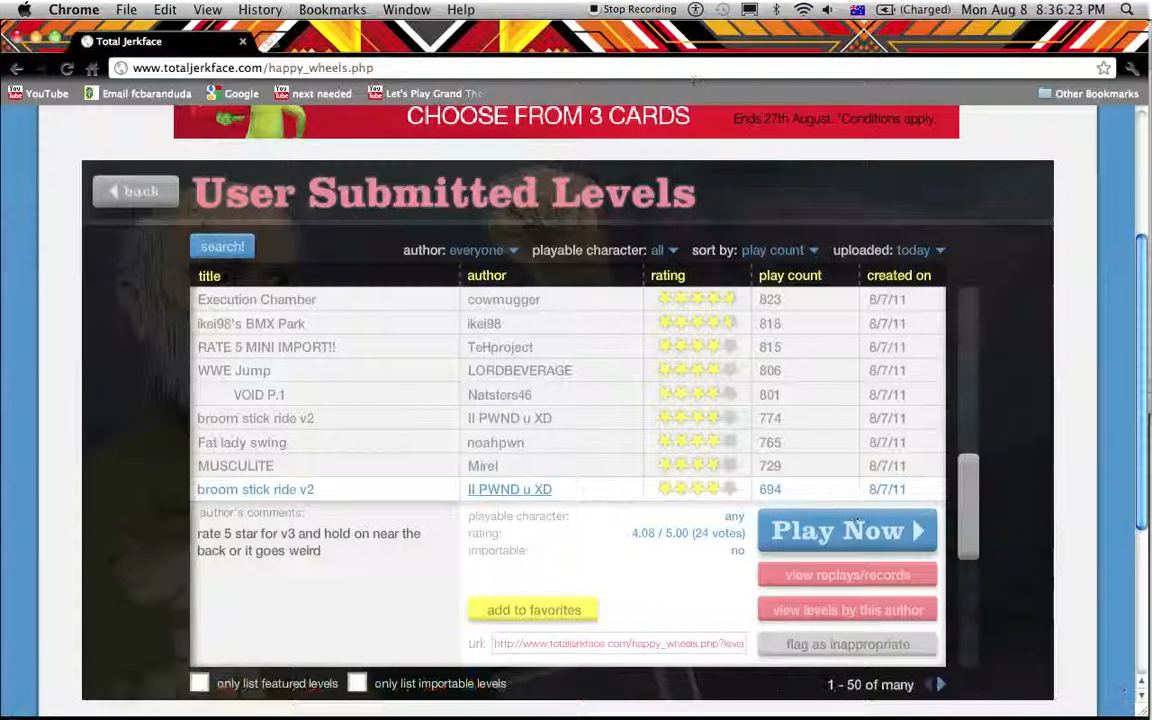 Chrome File Edit View History Bookmarks Window Help Stop Recording (Charged) Mon Aug 8 8:36:23 PM
Total Jerkface
www.totaljerkface.com/happy_wheels.php
YouTube Email fcbaranduda Google next needed Let's Play Grand The Other Bookmarks
CHOOSE FROM 3 CARDS Ends 27th August. *Conditions apply.
back User Submitted Levels
search! author: everyone playable character: all sort by: play count uploaded: today
title author rating play count created on
Execution Chamber cowmugger 823 8/7/11
ikei98's BMX Park ikei98 818 8/7/11
RATE 5 MINI IMPORT!! TeHproject 815 8/7/11
WWE Jump LORDBEVERAGE 806 8/7/11
VOID P.1 Natsters46 801 8/7/11
broom stick ride v2 II PWND u XD 774 8/7/11
Fat lady swing noahpwn 765 8/7/11
MUSCULITE Mirel 729 8/7/11
broom stick ride v2 II PWND u XD 694 8/7/11
author's comments:
rate 5 star for v3 and hold on near the
back or it goes weird
playable character: any
rating: 4.08 / 5.00 (24 votes)
importable: no
add to favorites
url: http://www.totaljerkface.com/happy_wheels.php?level
Play Now
view replays/records
view levels by this author
flag as inappropriate
only list featured levels only list importable levels 1 - 50 of many